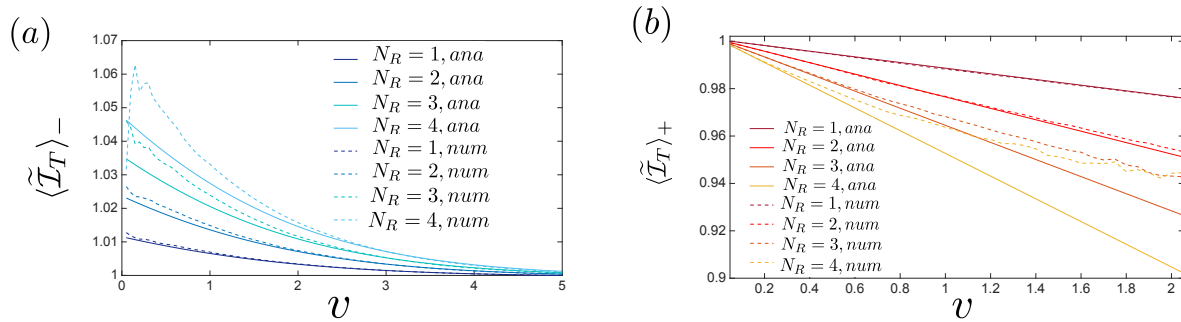 (a)
1.07
1.06
1.05
1.04
1.03
1.02
1.01
1
0 1 2 3 4 5
v
⟨Ĩ_T⟩_−
N_R = 1, ana
N_R = 2, ana
N_R = 3, ana
N_R = 4, ana
N_R = 1, num
N_R = 2, num
N_R = 3, num
N_R = 4, num
(b)
1
0.98
0.96
0.94
0.92
0.9
0.2 0.4 0.6 0.8 1 1.2 1.4 1.6 1.8 2
v
⟨Ĩ_T⟩_+
N_R = 1, ana
N_R = 2, ana
N_R = 3, ana
N_R = 4, ana
N_R = 1, num
N_R = 2, num
N_R = 3, num
N_R = 4, num